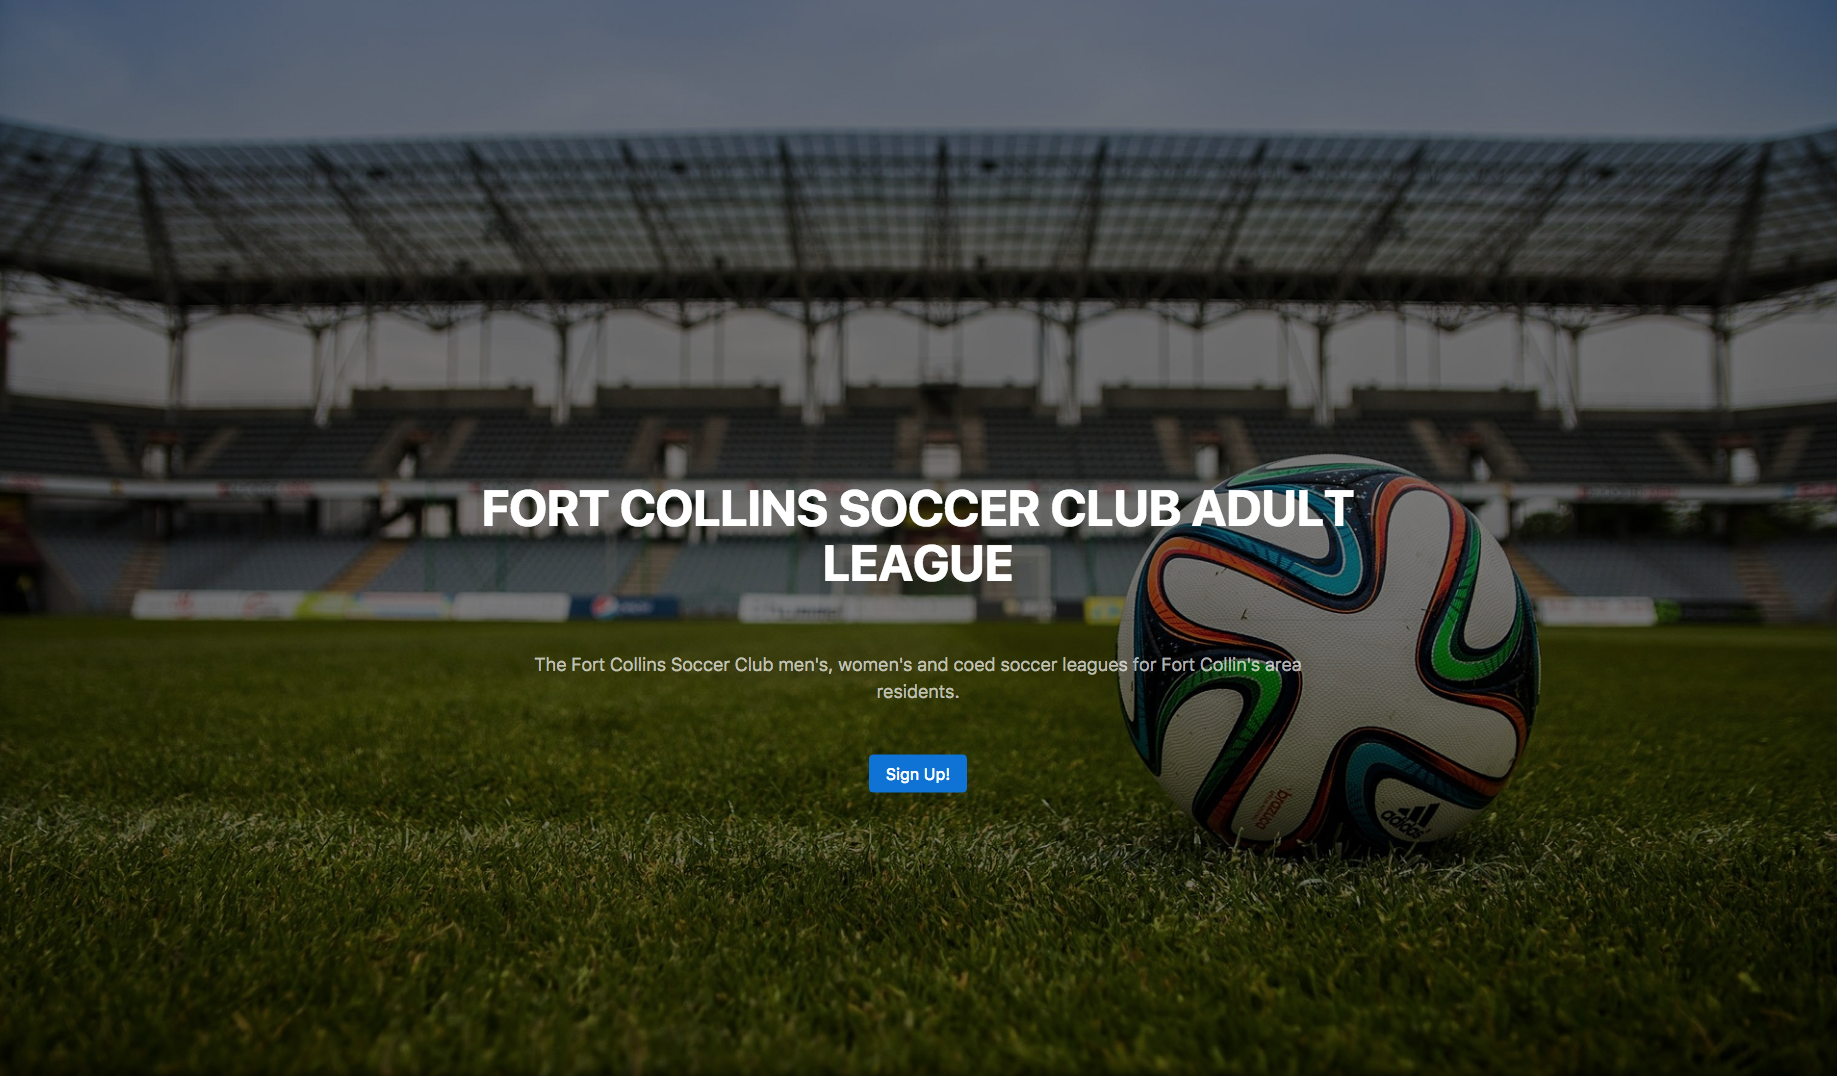 FORT COLLINS SOCCER CLUB ADULT
LEAGUE
The Fort Collins Soccer Club men's, women's and coed soccer leagues for Fort Collin's area
residents.
Sign Up!
brazuca
adidas